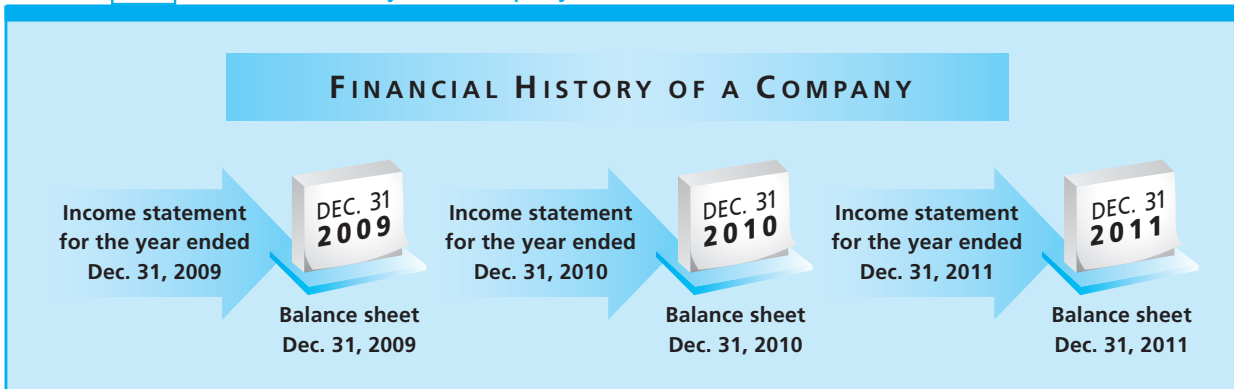 FINANCIAL HISTORY OF A COMPANY
Income statement
for the year ended
Dec. 31, 2009
DEC. 31
2009
Balance sheet
Dec. 31, 2009
Income statement
for the year ended
Dec. 31, 2010
DEC. 31
2010
Balance sheet
Dec. 31, 2010
Income statement
for the year ended
Dec. 31, 2011
DEC. 31
2011
Balance sheet
Dec. 31, 2011